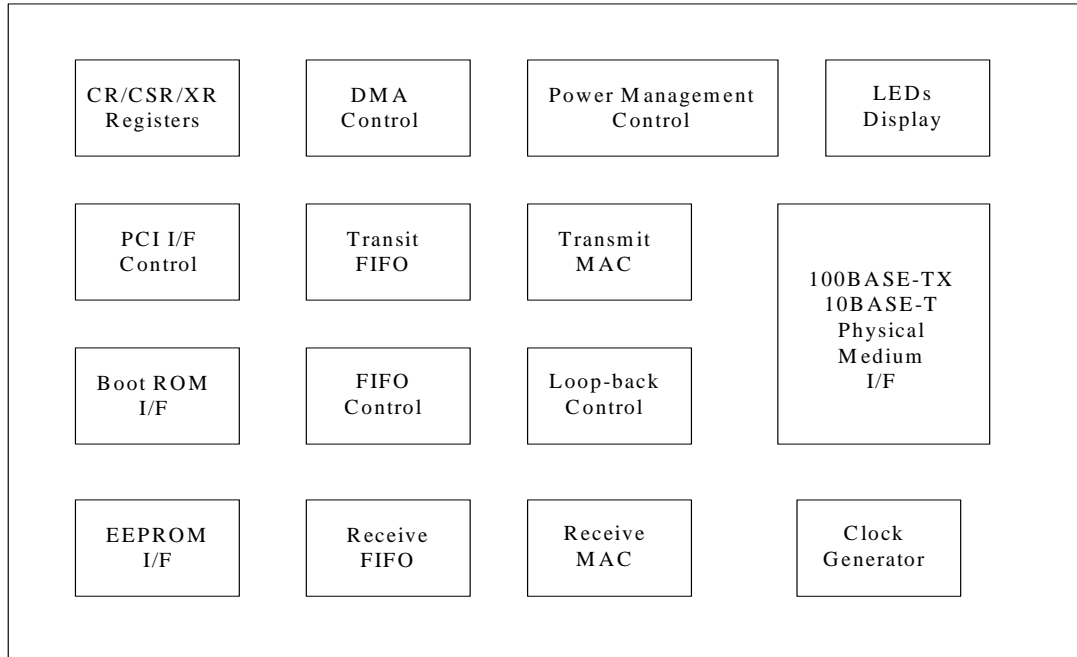 CR/CSR/XR
Registers
DMA
Control
Power Management
Control
LEDs
Display
PCI I/F
Control
Transit
FIFO
Transmit
MAC
100BASE-TX
10BASE-T
Physical
Medium
I/F
Boot ROM
I/F
FIFO
Control
Loop-back
Control
EEPROM
I/F
Receive
FIFO
Receive
MAC
Clock
Generator